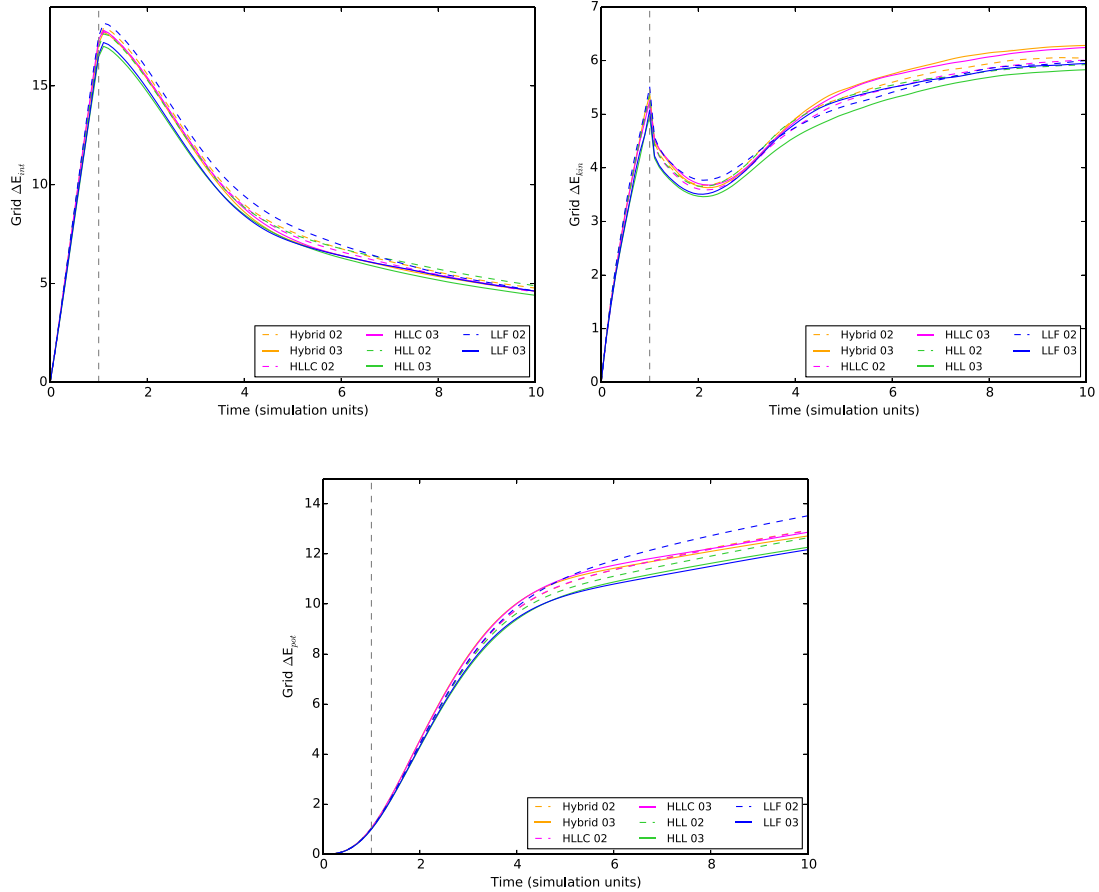 Grid ΔE_int
15
10
5
0
0 2 4 6 8 10
Time (simulation units)
Hybrid 02 HLLC 03 LLF 02
Hybrid 03 HLL 02 LLF 03
HLLC 02 HLL 03
Grid ΔE_kin
7
6
5
4
3
2
1
0
0 2 4 6 8 10
Time (simulation units)
Hybrid 02 HLLC 03 LLF 02
Hybrid 03 HLL 02 LLF 03
HLLC 02 HLL 03
Grid ΔE_pot
14
12
10
8
6
4
2
0
0 2 4 6 8 10
Time (simulation units)
Hybrid 02 HLLC 03 LLF 02
Hybrid 03 HLL 02 LLF 03
HLLC 02 HLL 03